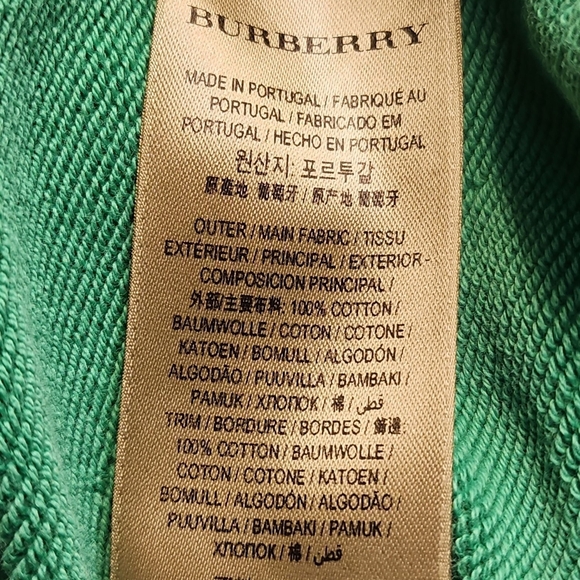 BURBERRY
MADE IN PORTUGAL / FABRIQUÉ AU
PORTUGAL / FABRICADO EM
PORTUGAL / HECHO EN PORTUGAL
원산지: 포르투갈
原產地 葡萄牙 / 原产地 葡萄牙
OUTER / MAIN FABRIC / TISSU
EXTÉRIEUR / PRINCIPAL / EXTERIOR -
COMPOSICION PRINCIPAL /
外部/主要布料: 100% COTTON /
BAUMWOLLE / COTON / COTONE /
KATOEN / BOMULL / ALGODÓN /
ALGODÃO / PUUVILLA / BAMBAKI /
PAMUK / ХЛОПОК / 棉 / قطن /
TRIM / BORDURE / BORDES / 飾邊:
100% COTTON / BAUMWOLLE /
COTON / COTONE / KATOEN /
BOMULL / ALGODÓN / ALGODÃO /
PUUVILLA / BAMBAKI / PAMUK /
ХЛОПОК / 棉 / قطن /